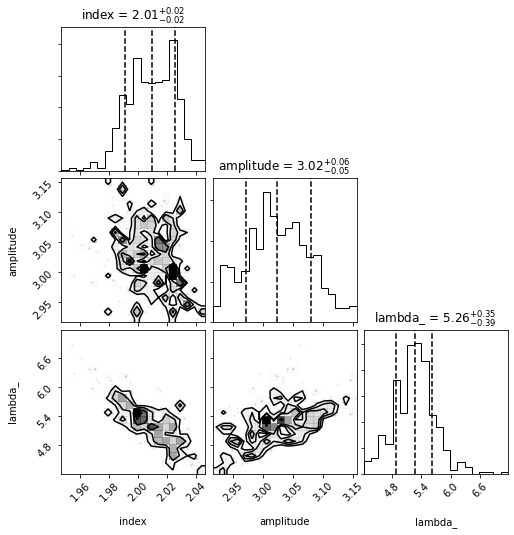 index = 2.01+0.02 −0.02
amplitude = 3.02+0.06 −0.05
lambda_ = 5.26+0.35 −0.39
3.15
3.10
3.05
3.00
2.95
amplitude
6.6
6.0
5.4
4.8
lambda_
1.96 1.98 2.00 2.02 2.04
2.95 3.00 3.05 3.10 3.15
4.8 5.4 6.0 6.6
index amplitude lambda_